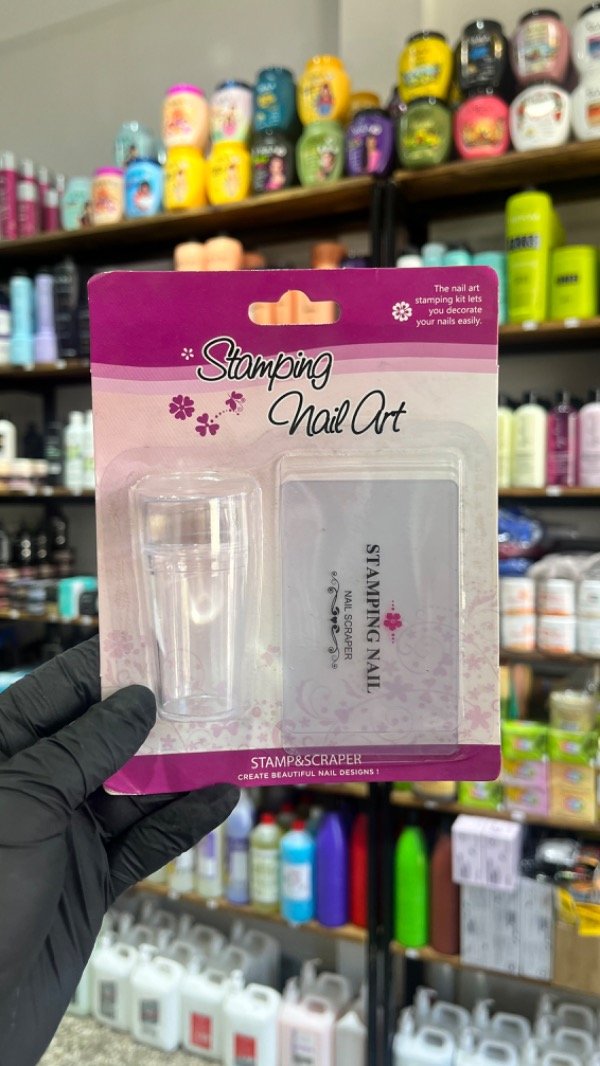 The nail art
stamping kit lets
you decorate
your nails easily.
Stamping
Nail Art
STAMPING NAIL
NAIL SCRAPER
STAMP&SCRAPER
CREATE BEAUTIFUL NAIL DESIGNS !